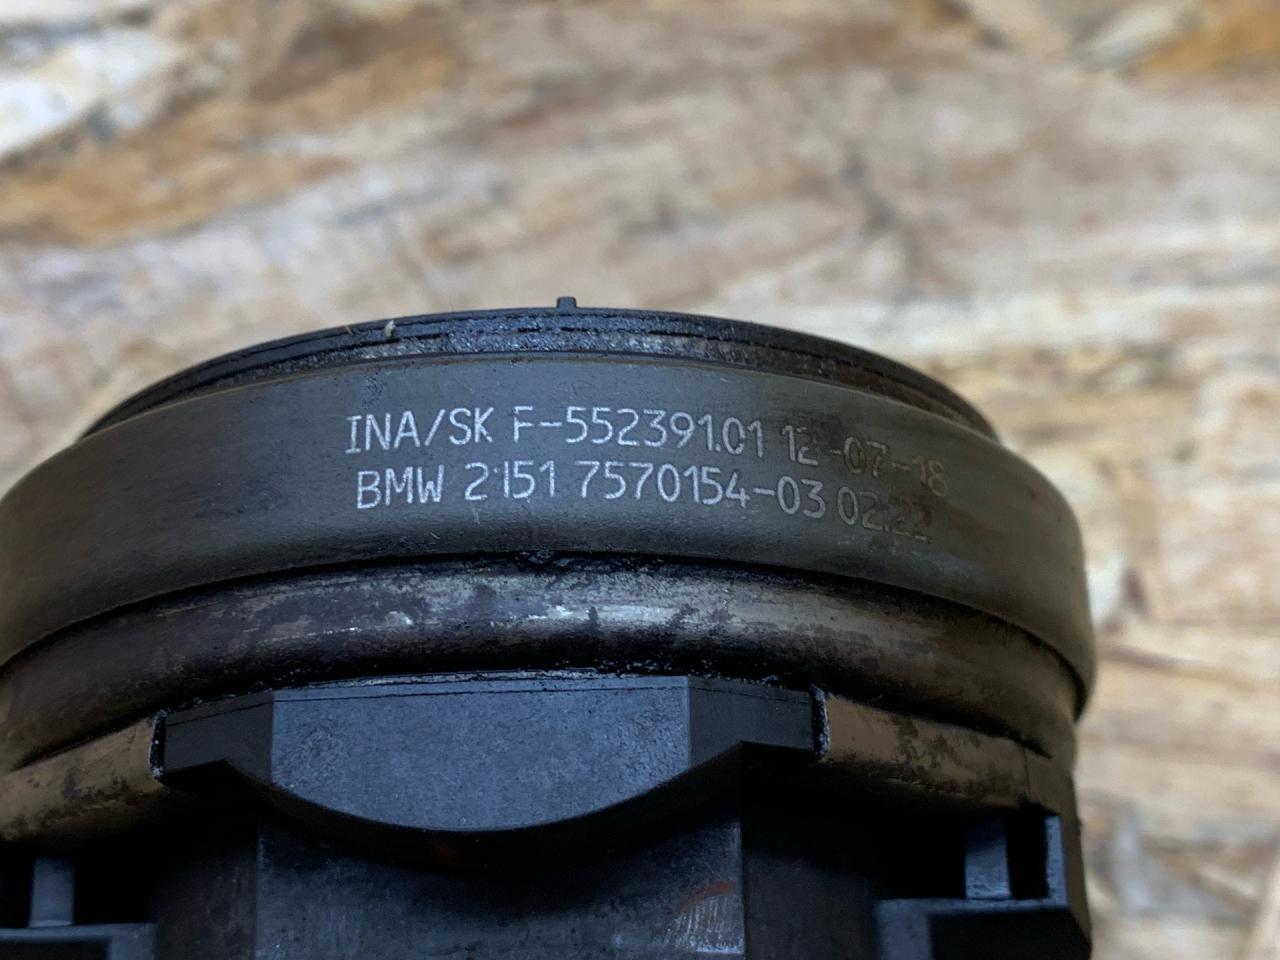 INA/SK F-552391.01 12-07-18
BMW 2151 7570154-03 02.22